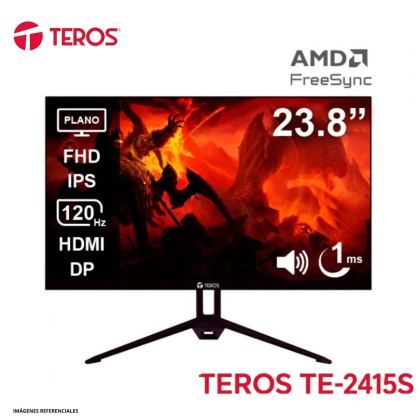 TEROS
AMD
FreeSync
PLANO
23.8”
FHD
IPS
120 Hz
HDMI
DP
1 ms
TEROS
TEROS TE-2415S
IMÁGENES REFERENCIALES